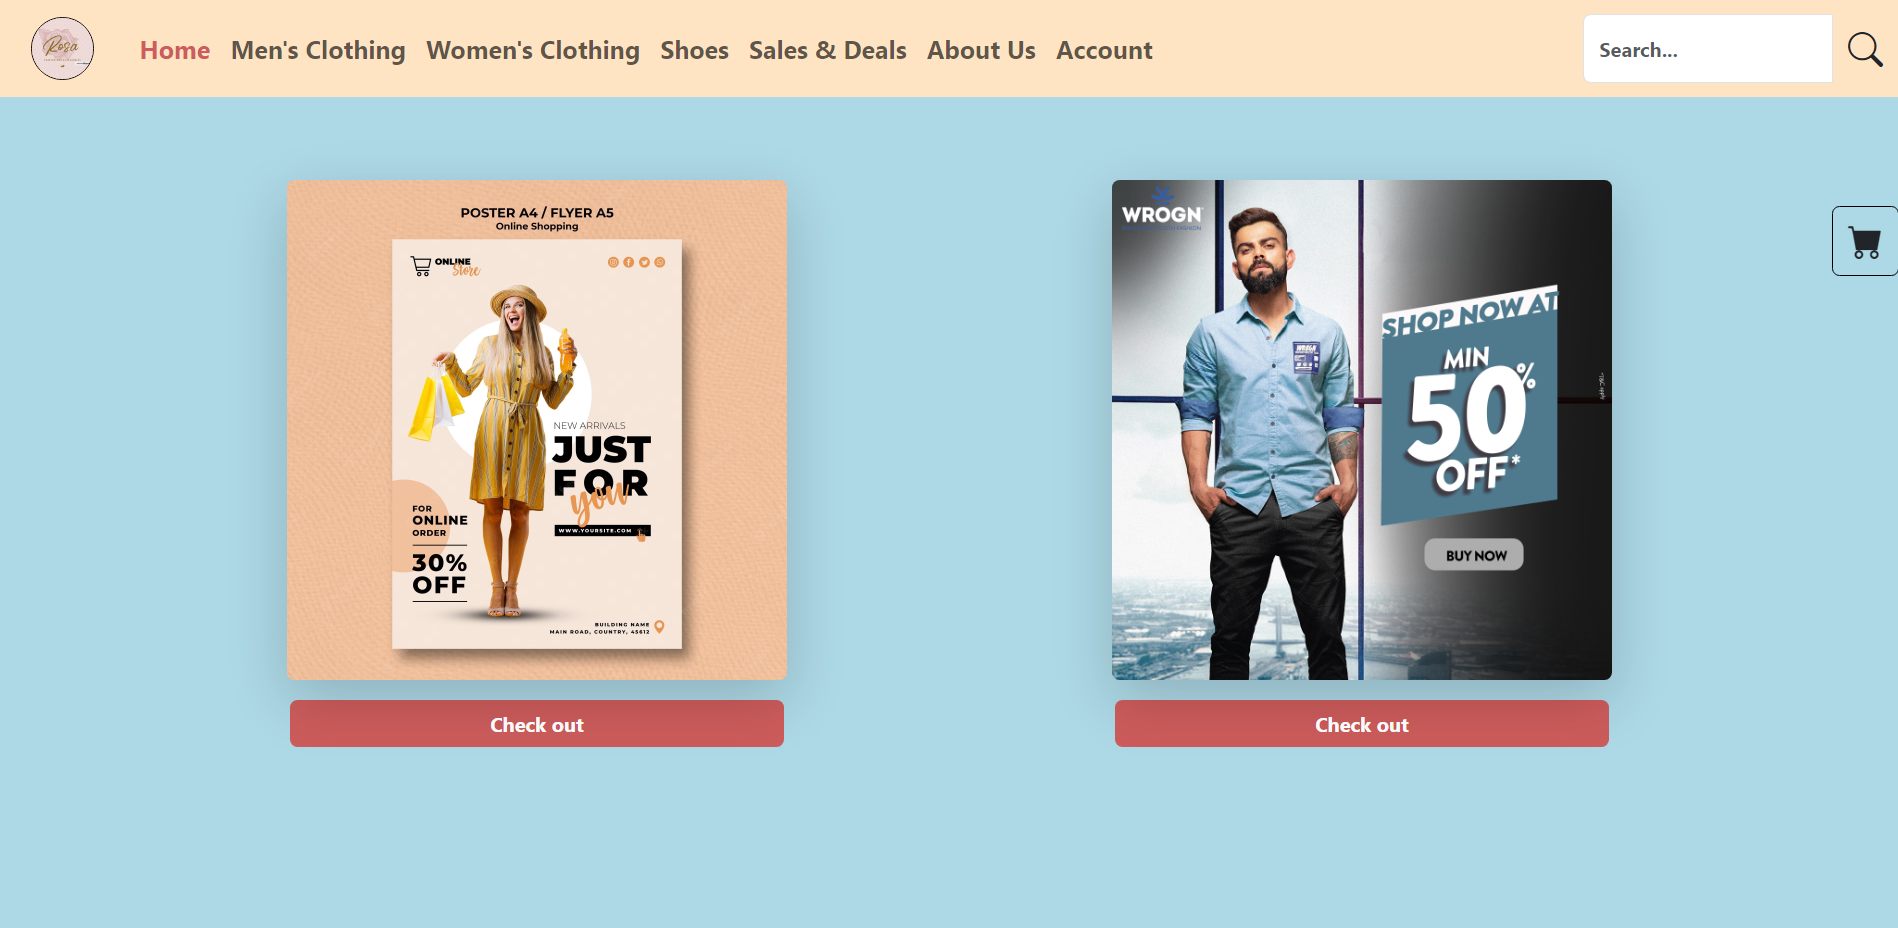 Rosa
Home
Men's Clothing
Women's Clothing
Shoes
Sales & Deals
About Us
Account
Search...
POSTER A4 / FLYER A5
Online Shopping
ONLINE
Store
NEW ARRIVALS
JUST
FOR
you
WWW.YOURSITE.COM
FOR
ONLINE
ORDER
30%
OFF
BUILDING NAME
MAIN ROAD, COUNTRY, 45612
WROGN
SHOP NOW AT
MIN
50%
OFF*
BUY NOW
Check out
Check out